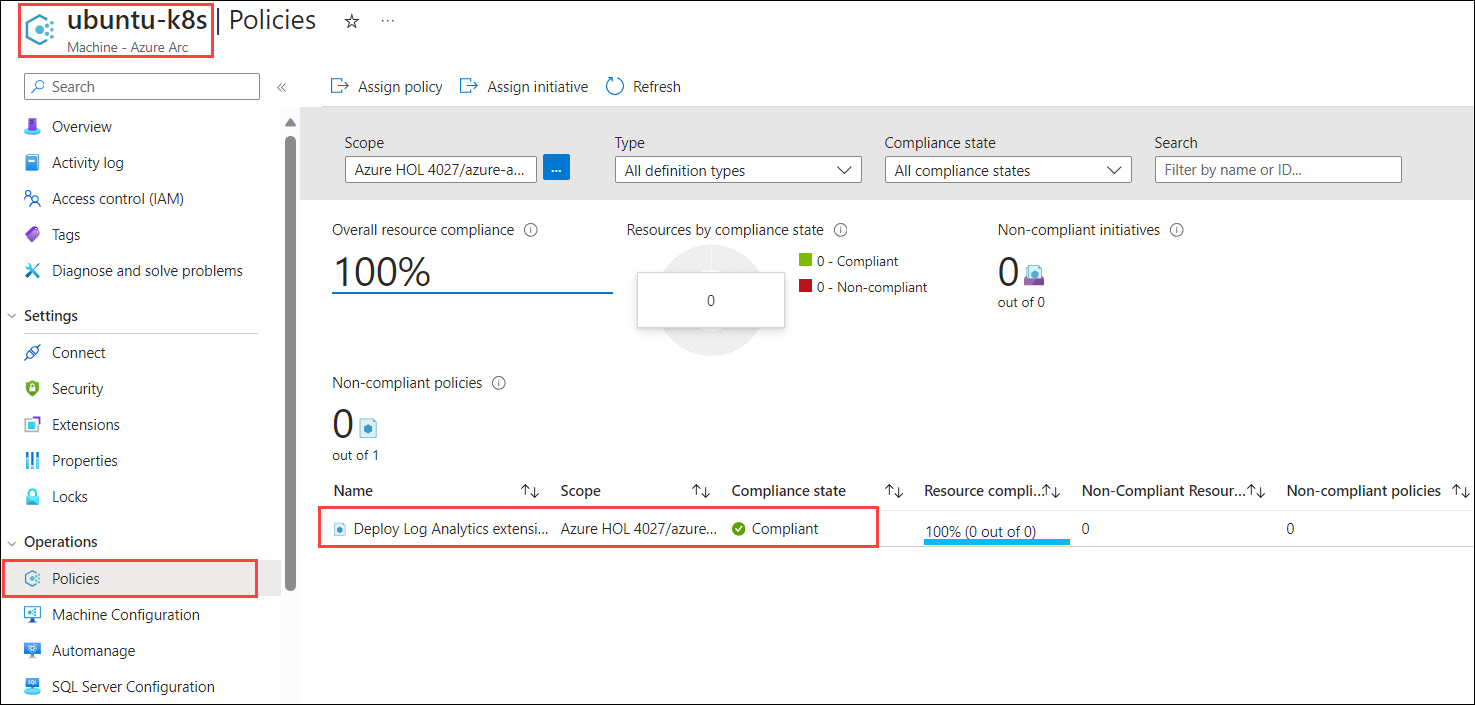 ubuntu-k8s | Policies
Machine - Azure Arc
Search
Assign policy Assign initiative Refresh
Overview
Activity log
Access control (IAM)
Tags
Diagnose and solve problems
Settings
Connect
Security
Extensions
Properties
Locks
Operations
Policies
Machine Configuration
Automanage
SQL Server Configuration
Scope Type Compliance state Search
Azure HOL 4027/azure-a... ... All definition types All compliance states Filter by name or ID...
Overall resource compliance
100%
Resources by compliance state
0
0 - Compliant
0 - Non-compliant
Non-compliant initiatives
0
out of 0
Non-compliant policies
0
out of 1
Name Scope Compliance state Resource compli... Non-Compliant Resour... Non-compliant policies
Deploy Log Analytics extensi... Azure HOL 4027/azure... Compliant 100% (0 out of 0) 0 0